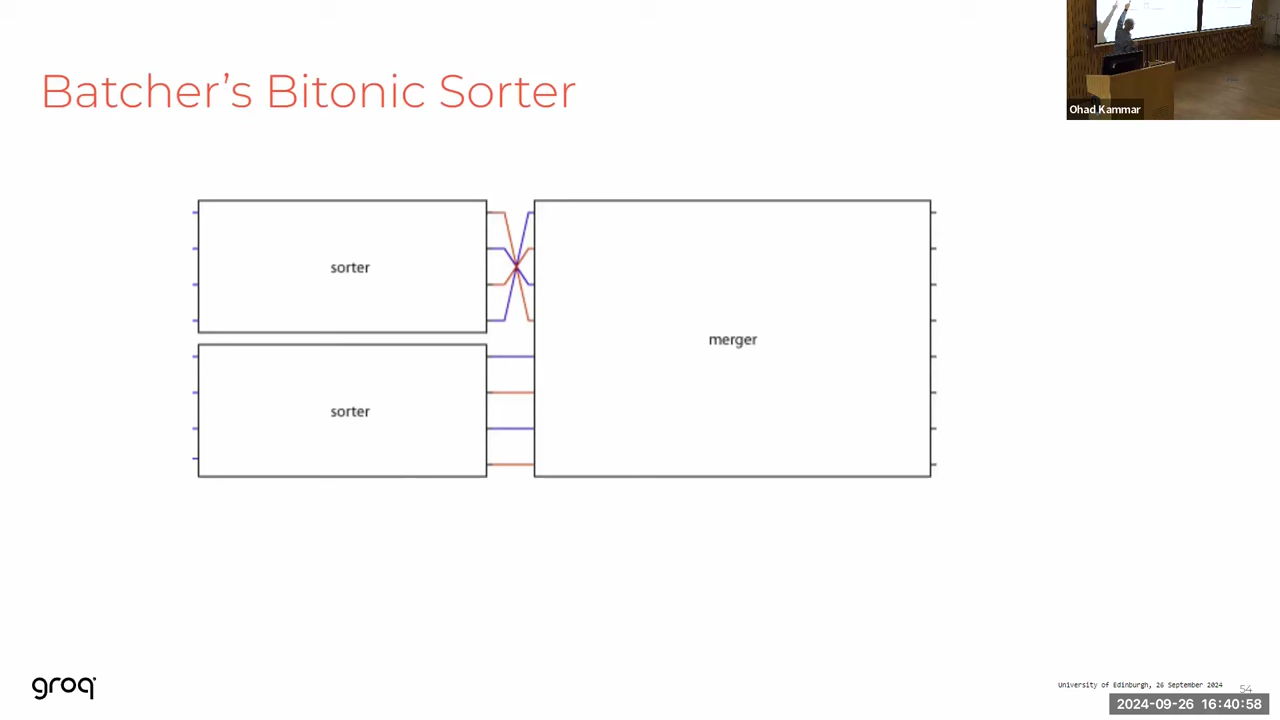 Batcher’s Bitonic Sorter
Ohad Kammar
sorter
merger
sorter
groq
University of Edinburgh, 26 September 2024
54
2024-09-26 16:40:58